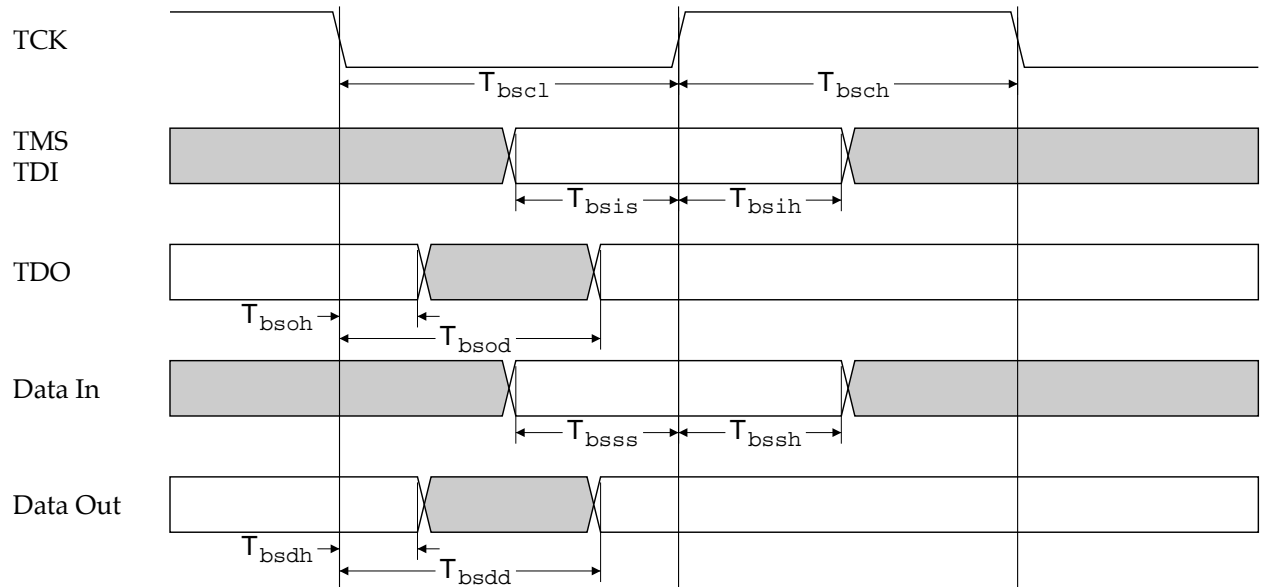 TCK
Tbscl
Tbsch
TMS
TDI
Tbsis
Tbsih
TDO
Tbsoh
Tbsod
Data In
Tbsss
Tbssh
Data Out
Tbsdh
Tbsdd